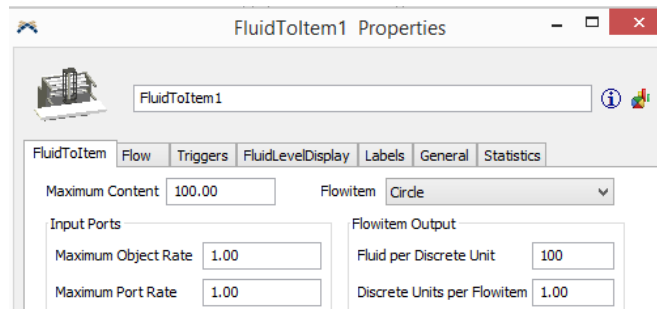 FluidToItem1 Properties
FluidToItem1
FluidToItem Flow Triggers FluidLevelDisplay Labels General Statistics
Maximum Content 100.00 Flowitem Circle
Input Ports Flowitem Output
Maximum Object Rate 1.00 Fluid per Discrete Unit 100
Maximum Port Rate 1.00 Discrete Units per Flowitem 1.00